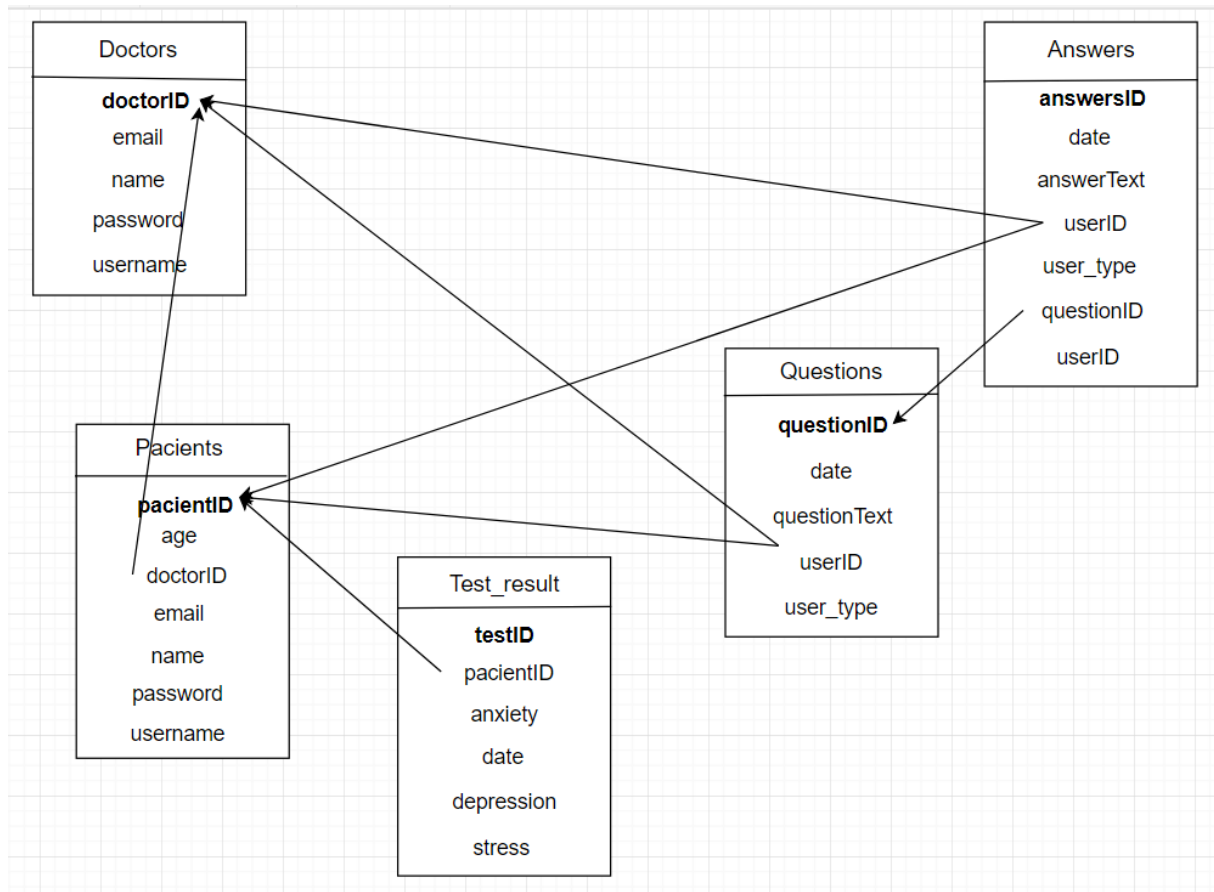 Doctors
doctorID
email
name
password
username
Answers
answersID
date
answerText
userID
user_type
questionID
userID
Questions
questionID
date
questionText
userID
user_type
Pacients
pacientID
age
doctorID
email
name
password
username
Test_result
testID
pacientID
anxiety
date
depression
stress